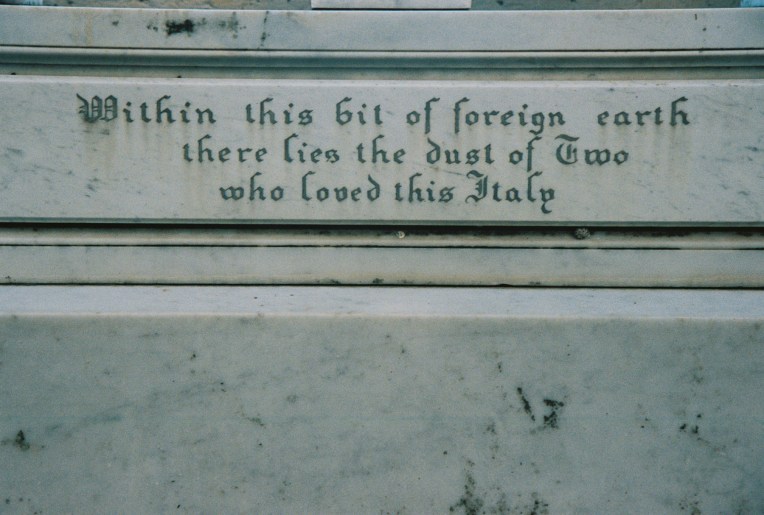 Within this bit of foreign earth
there lies the dust of Two
who loved this Italy